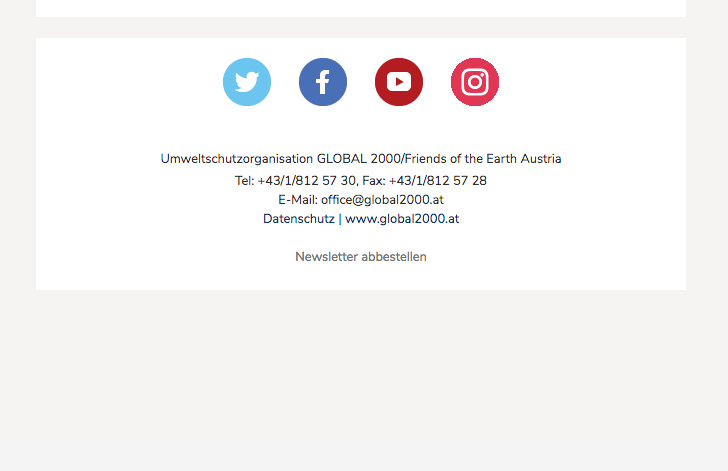 Umweltschutzorganisation GLOBAL 2000/Friends of the Earth Austria
Tel: +43/1/812 57 30, Fax: +43/1/812 57 28
E-Mail: office@global2000.at
Datenschutz | www.global2000.at
Newsletter abbestellen